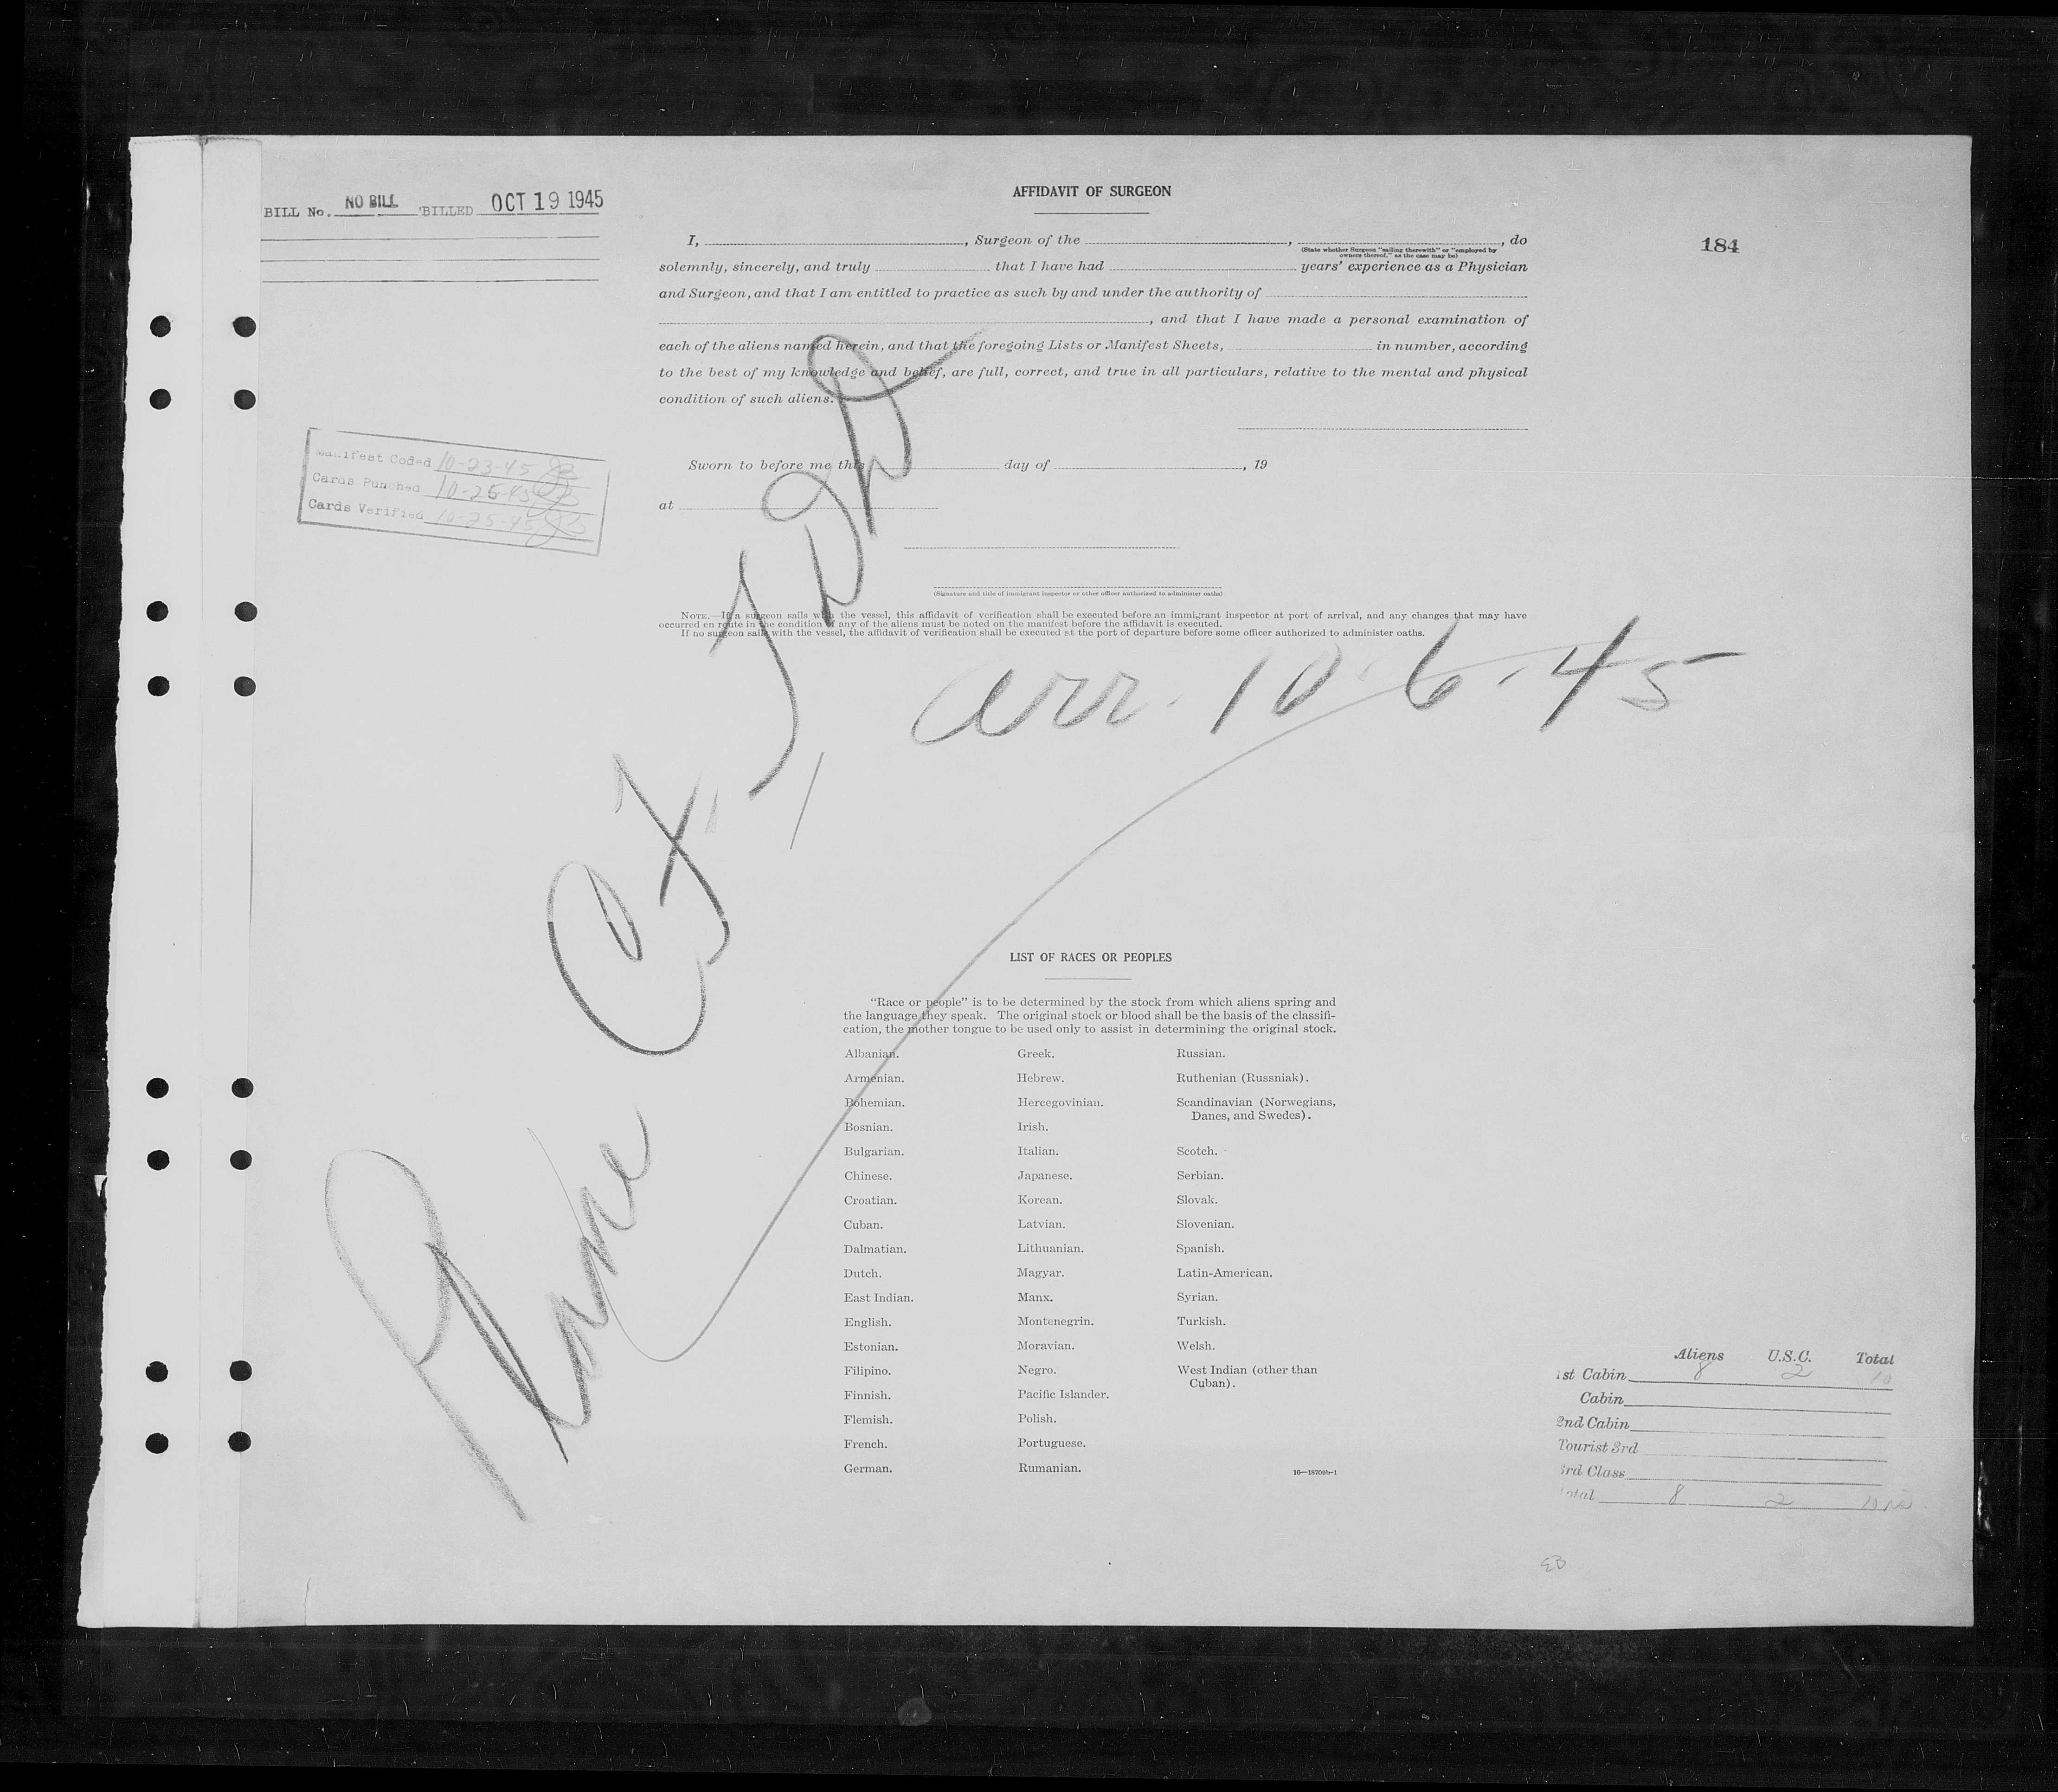 BILL No. NO BILL BILLED OCT 19 1945
AFFIDAVIT OF SURGEON
184
I, , Surgeon of the , , do
(State whether Surgeon "sailing therewith" or "employed by
owners thereof," as the case may be)
solemnly, sincerely, and truly that I have had years' experience as a Physician
and Surgeon, and that I am entitled to practice as such by and under the authority of
, and that I have made a personal examination of
each of the aliens named herein, and that the foregoing Lists or Manifest Sheets, in number, according
to the best of my knowledge and belief, are full, correct, and true in all particulars, relative to the mental and physical
condition of such aliens.
Manifest Coded 10-23-45
Cards Punched 10-25-45
Cards Verified 10-25-45
Sworn to before me this day of , 19
at
(Signature and title of immigrant inspector or other officer authorized to administer oaths)
NOTE.—If a surgeon sails with the vessel, this affidavit of verification shall be executed before an immigrant inspector at port of arrival, and any changes that may have
occurred en route in the condition of any of the aliens must be noted on the manifest before the affidavit is executed.
If no surgeon sails with the vessel, the affidavit of verification shall be executed at the port of departure before some officer authorized to administer oaths.
arr. 10-6-45
Plane
LIST OF RACES OR PEOPLES
"Race or people" is to be determined by the stock from which aliens spring and
the language they speak. The original stock or blood shall be the basis of the classifi-
cation, the mother tongue to be used only to assist in determining the original stock.
Albanian.
Armenian.
Bohemian.
Bosnian.
Bulgarian.
Chinese.
Croatian.
Cuban.
Dalmatian.
Dutch.
East Indian.
English.
Estonian.
Filipino.
Finnish.
Flemish.
French.
German.
Greek.
Hebrew.
Hercegovinian.
Irish.
Italian.
Japanese.
Korean.
Latvian.
Lithuanian.
Magyar.
Manx.
Montenegrin.
Moravian.
Negro.
Pacific Islander.
Polish.
Portuguese.
Rumanian.
Russian.
Ruthenian (Russniak).
Scandinavian (Norwegians,
Danes, and Swedes).
Scotch.
Serbian.
Slovak.
Slovenian.
Spanish.
Latin-American.
Syrian.
Turkish.
Welsh.
West Indian (other than
Cuban).
Aliens U.S.C. Total
1st Cabin 8 2 10
Cabin
2nd Cabin
Tourist 3rd
3rd Class
Total 8 2
EB